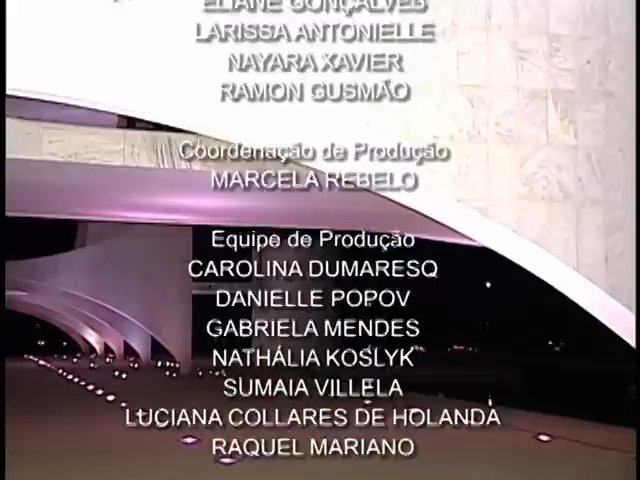 ELIANE GONÇALVES
LARISSA ANTONIELLE
NAYARA XAVIER
RAMON GUSMÃO
Coordenação de Produção
MARCELA REBELO
Equipe de Produção
CAROLINA DUMARESQ
DANIELLE POPOV
GABRIELA MENDES
NATHÁLIA KOSLYK
SUMAIA VILLELA
LUCIANA COLLARES DE HOLANDA
RAQUEL MARIANO